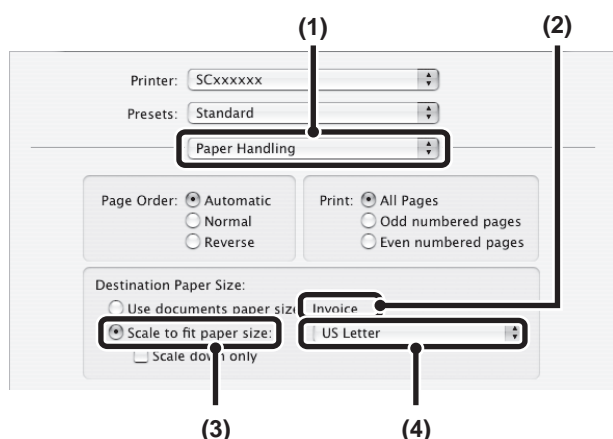 (1) (2)
Printer: SCxxxxxx
Presets: Standard
Paper Handling
Page Order: Automatic
Normal
Reverse
Print: All Pages
Odd numbered pages
Even numbered pages
Destination Paper Size:
Use documents paper size Invoice
Scale to fit paper size: US Letter
Scale down only
(3) (4)